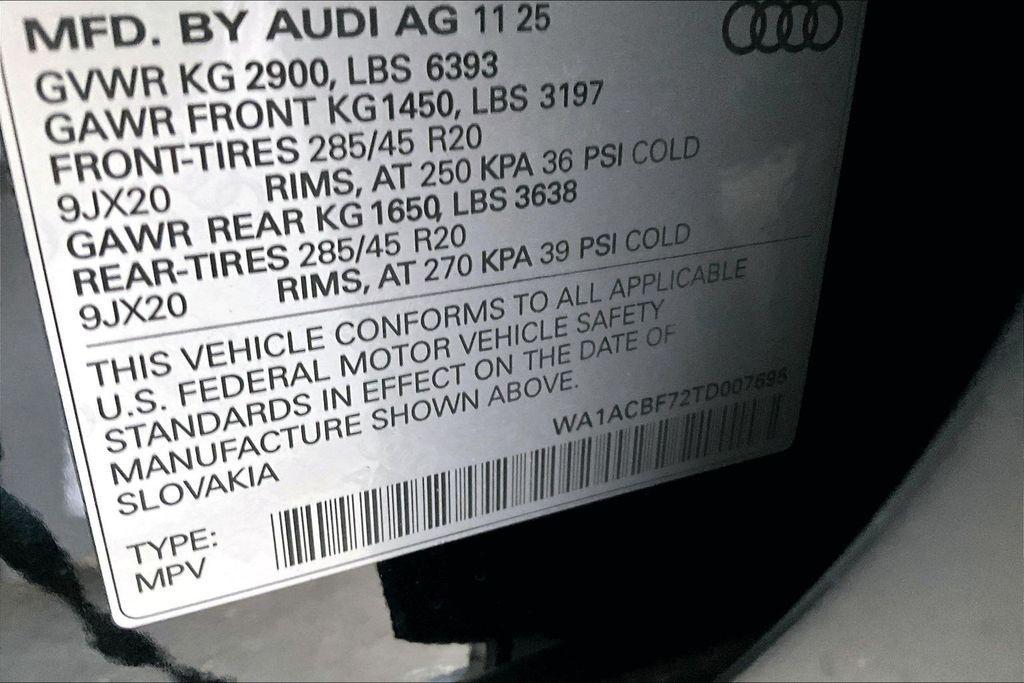 MFD. BY AUDI AG 11 25
GVWR KG 2900, LBS 6393
GAWR FRONT KG1450, LBS 3197
FRONT-TIRES 285/45 R20
9JX20 RIMS, AT 250 KPA 36 PSI COLD
GAWR REAR KG 1650, LBS 3638
REAR-TIRES 285/45 R20
9JX20 RIMS, AT 270 KPA 39 PSI COLD
THIS VEHICLE CONFORMS TO ALL APPLICABLE
U.S. FEDERAL MOTOR VEHICLE SAFETY
STANDARDS IN EFFECT ON THE DATE OF
MANUFACTURE SHOWN ABOVE.
SLOVAKIA
WA1ACBF72TD007695
TYPE:
MPV